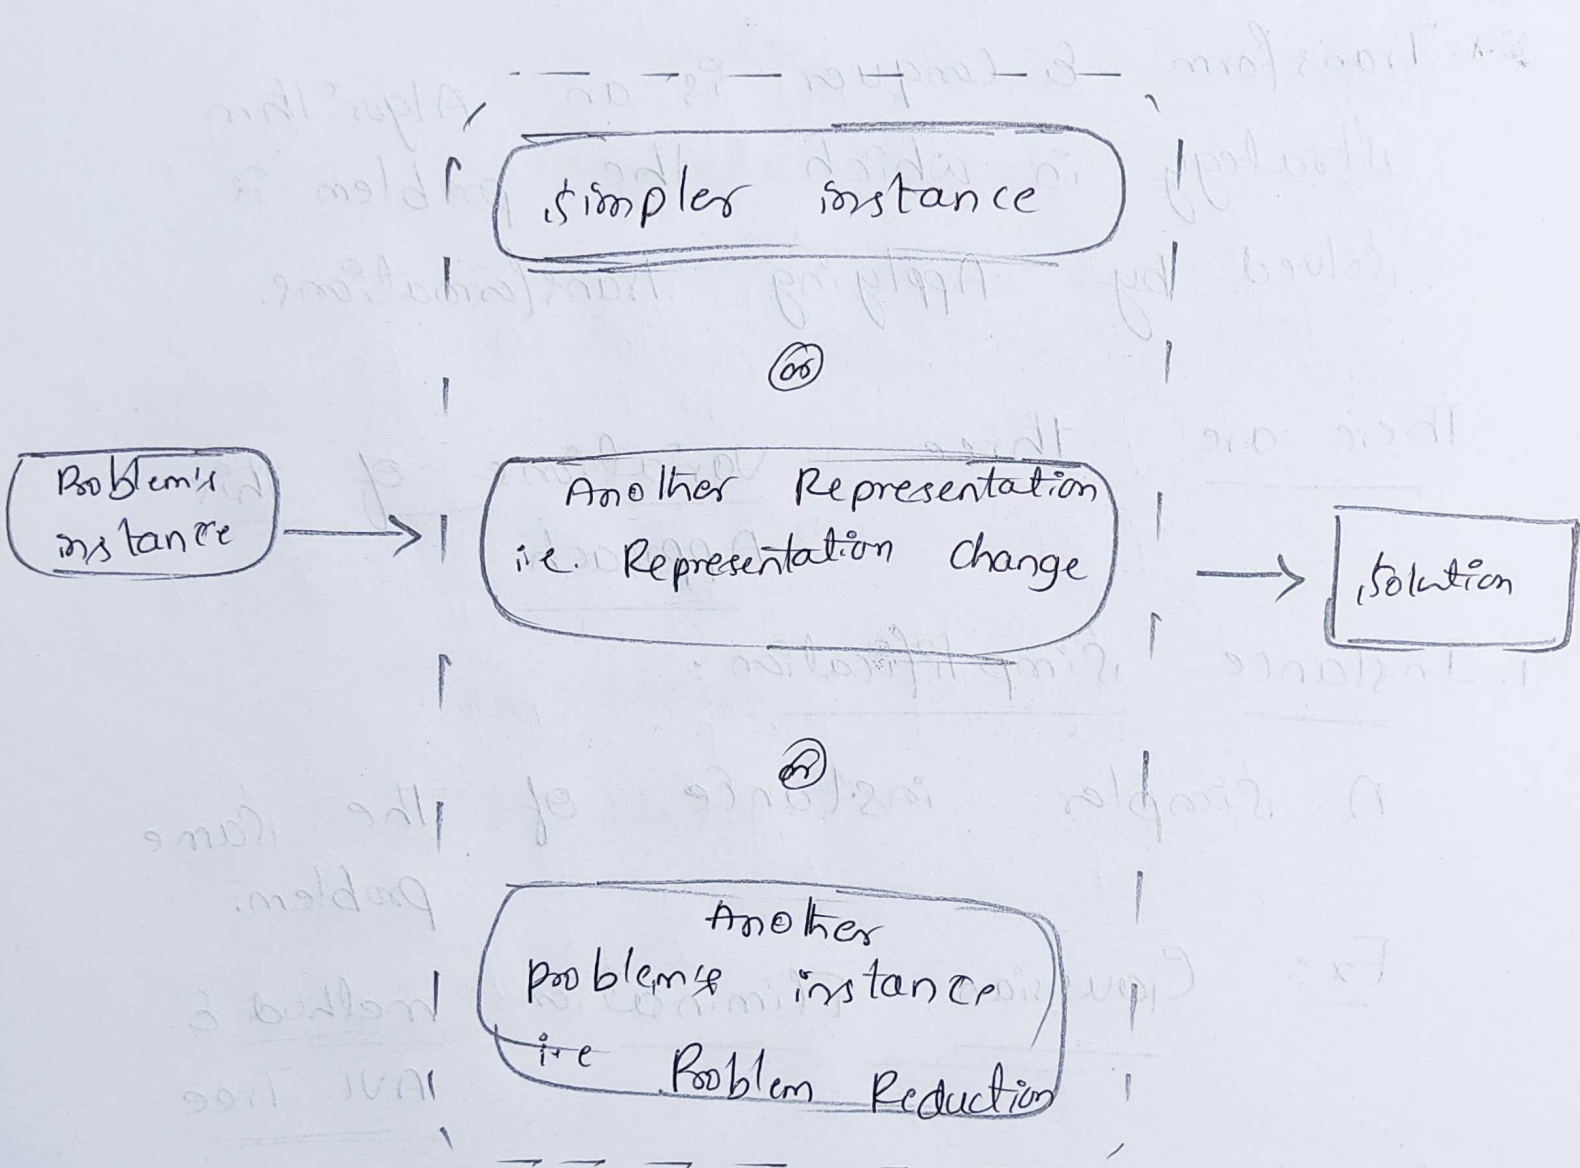 simpler instance
or
Problem's
instance
Another Representation
i.e. Representation change
solution
or
Another
problem's instance
i.e Problem Reduction